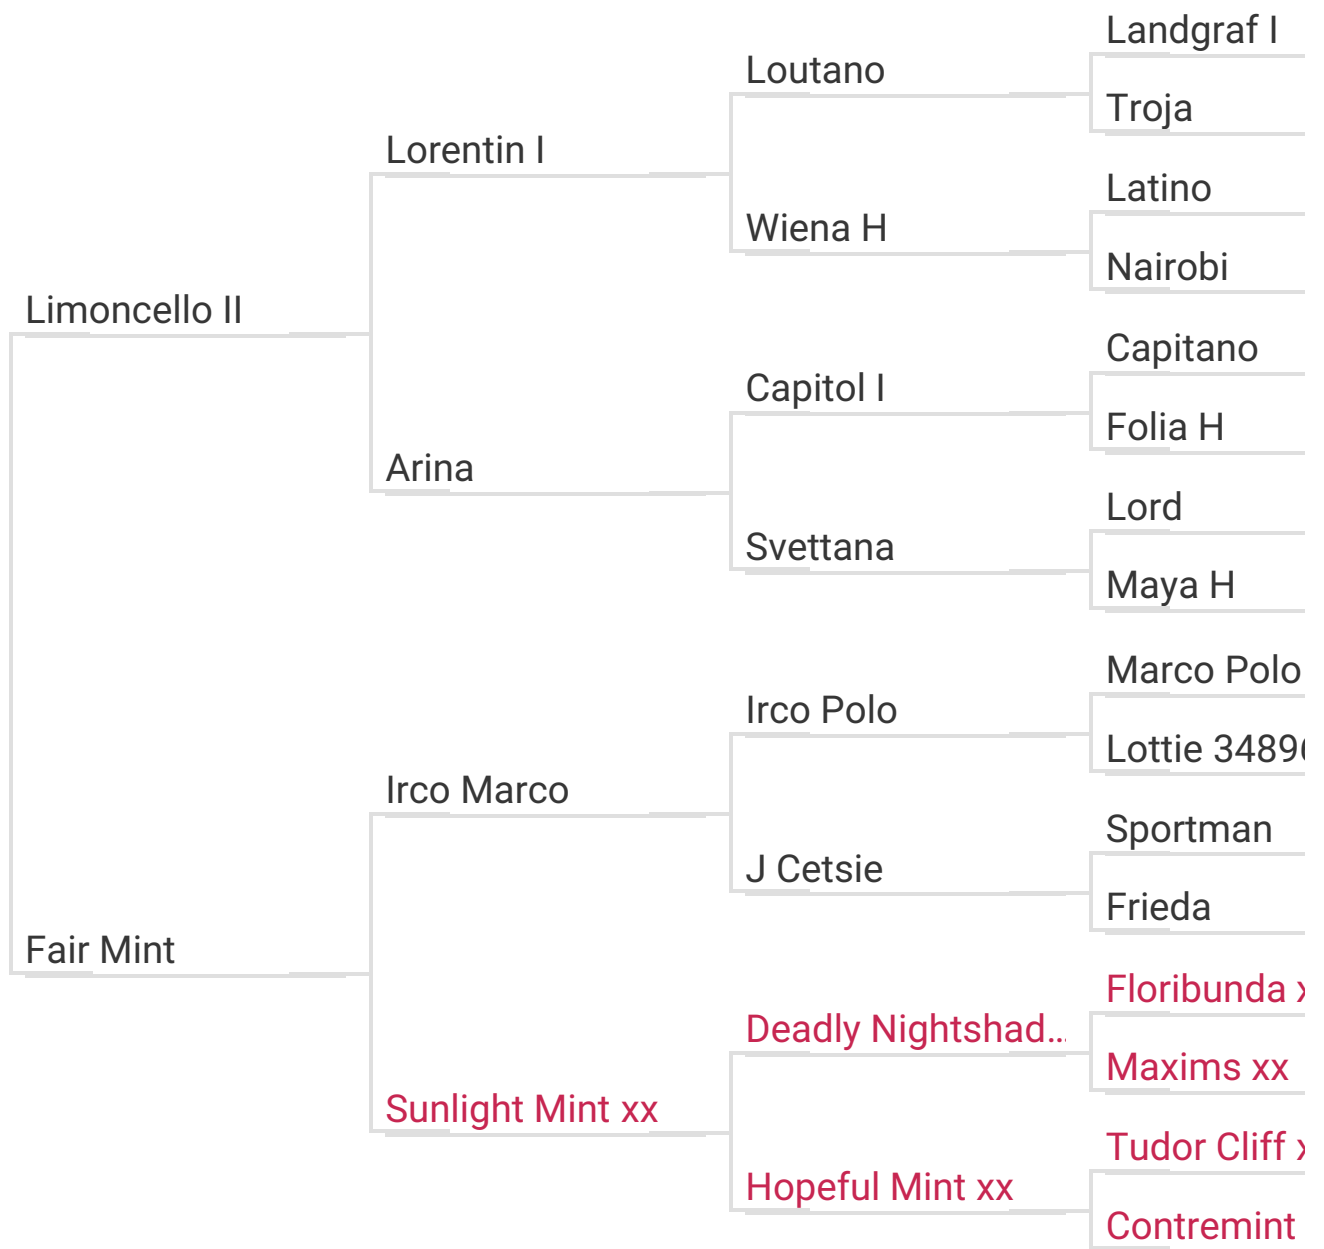 Landgraf I
Loutano
Troja
Lorentin I
Latino
Wiena H
Nairobi
Limoncello II
Capitano
Capitol I
Folia H
Arina
Lord
Svettana
Maya H
Marco Polo
Irco Polo
Lottie 3489
Irco Marco
Sportman
J Cetsie
Frieda
Fair Mint
Floribunda x
Deadly Nightshad...
Maxims xx
Sunlight Mint xx
Tudor Cliff x
Hopeful Mint xx
Contremint